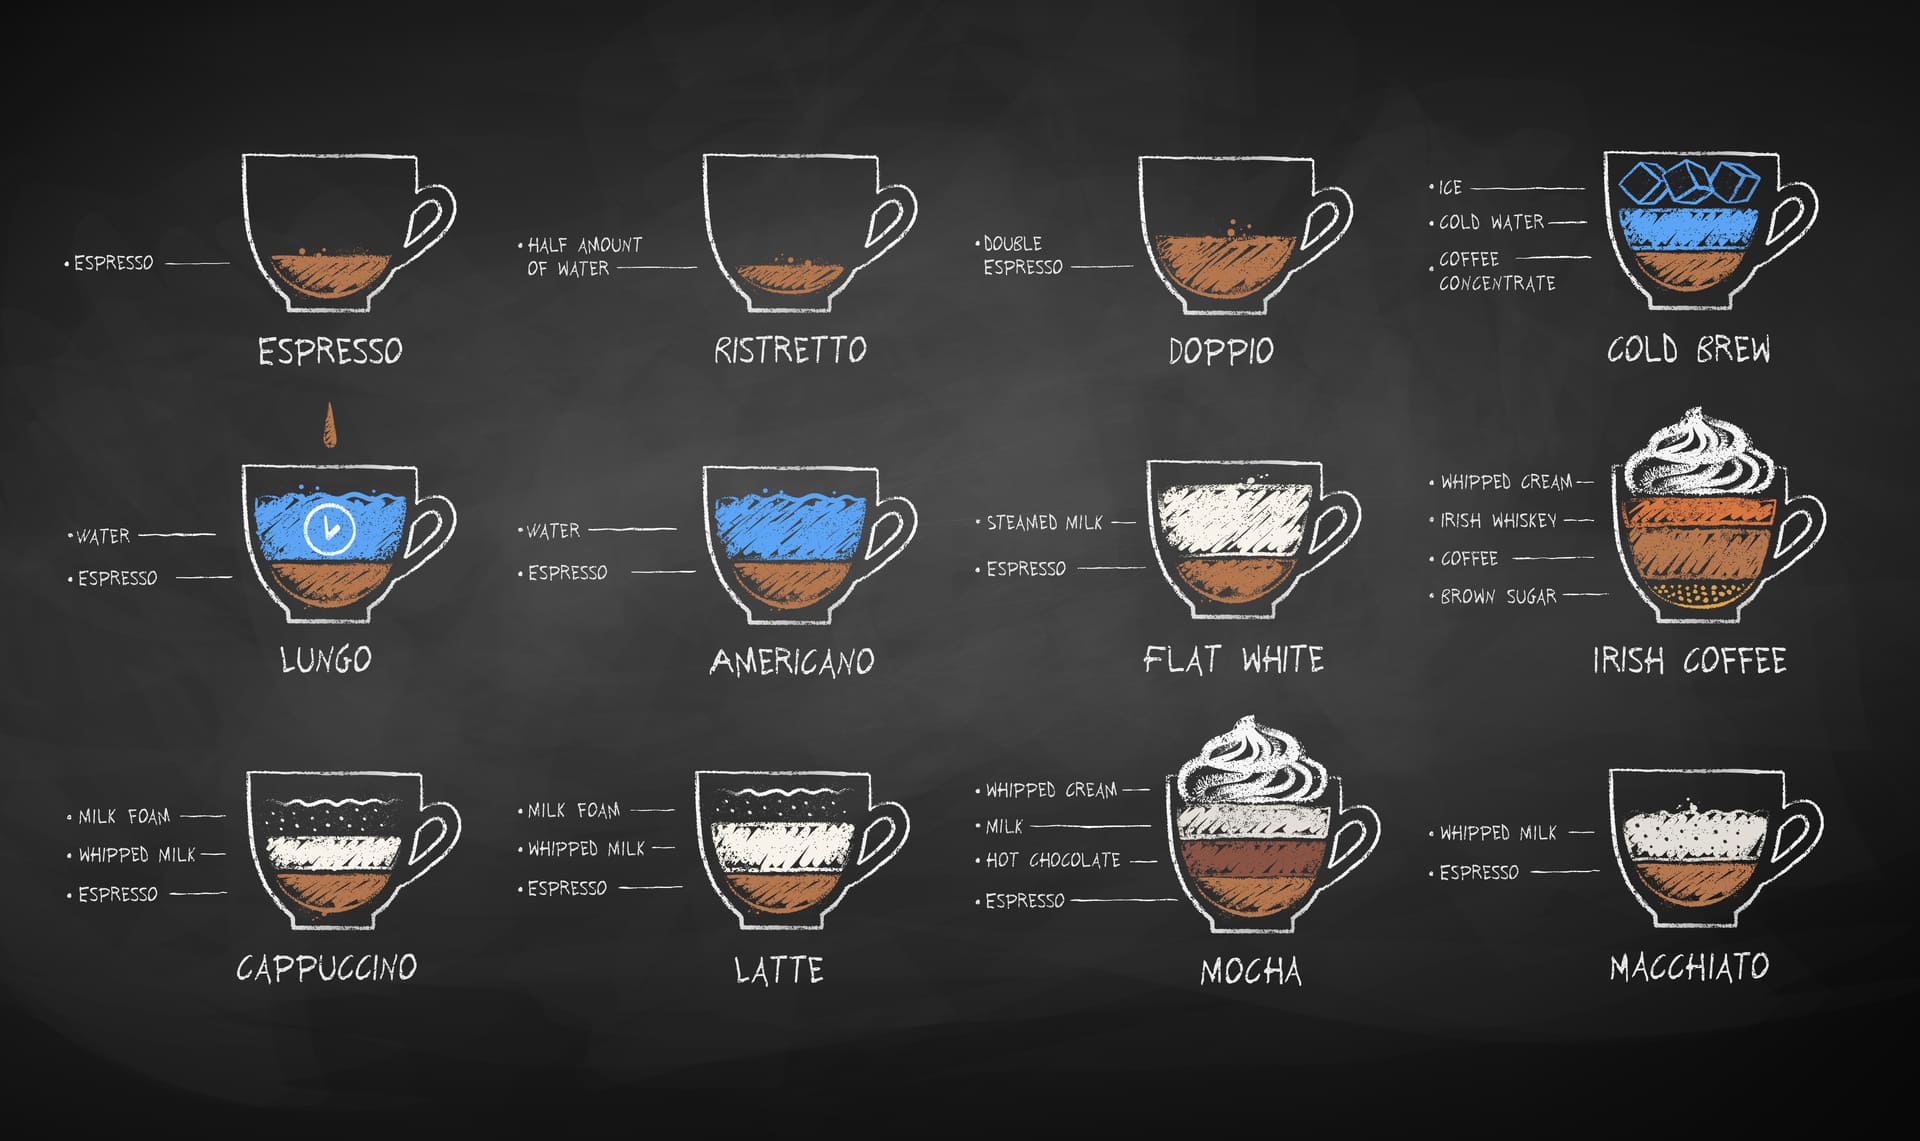 • ESPRESSO
ESPRESSO
• HALF AMOUNT
OF WATER
RISTRETTO
• DOUBLE
ESPRESSO
DOPPIO
• ICE
• COLD WATER
• COFFEE
CONCENTRATE
COLD BREW
• WATER
• ESPRESSO
LUNGO
• WATER
• ESPRESSO
AMERICANO
• STEAMED MILK
• ESPRESSO
FLAT WHITE
• WHIPPED CREAM
• IRISH WHISKEY
• COFFEE
• BROWN SUGAR
IRISH COFFEE
• MILK FOAM
• WHIPPED MILK
• ESPRESSO
CAPPUCCINO
• MILK FOAM
• WHIPPED MILK
• ESPRESSO
LATTE
• WHIPPED CREAM
• MILK
• HOT CHOCOLATE
• ESPRESSO
MOCHA
• WHIPPED MILK
• ESPRESSO
MACCHIATO